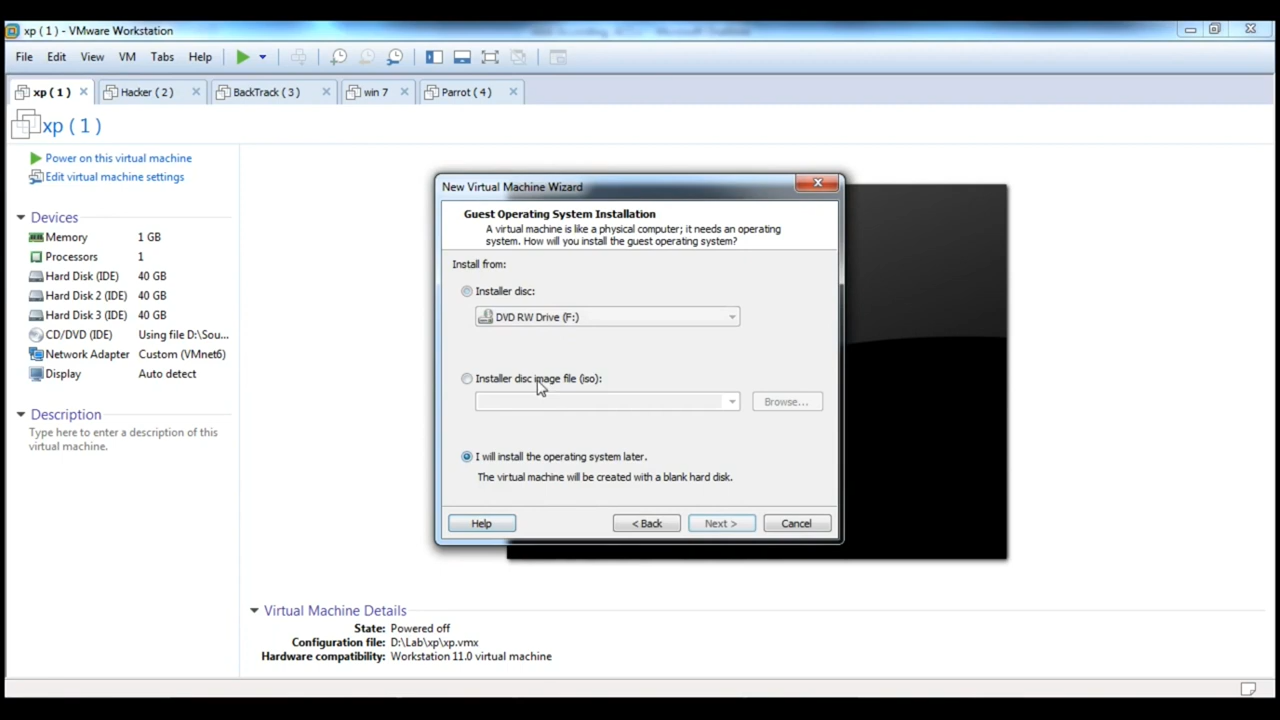 xp ( 1 ) - VMware Workstation
File Edit View VM Tabs Help
xp ( 1 ) Hacker ( 2 ) BackTrack ( 3 ) win 7 Parrot ( 4 )
xp ( 1 )
Power on this virtual machine
Edit virtual machine settings
Devices
Memory 1 GB
Processors 1
Hard Disk (IDE) 40 GB
Hard Disk 2 (IDE) 40 GB
Hard Disk 3 (IDE) 40 GB
CD/DVD (IDE) Using file D:\Sou...
Network Adapter Custom (VMnet6)
Display Auto detect
Description
Type here to enter a description of this
virtual machine.
New Virtual Machine Wizard
Guest Operating System Installation
A virtual machine is like a physical computer; it needs an operating
system. How will you install the guest operating system?
Install from:
Installer disc:
DVD RW Drive (F:)
Installer disc image file (iso):
Browse...
I will install the operating system later.
The virtual machine will be created with a blank hard disk.
Help < Back Next > Cancel
Virtual Machine Details
State: Powered off
Configuration file: D:\Lab\xp\xp.vmx
Hardware compatibility: Workstation 11.0 virtual machine